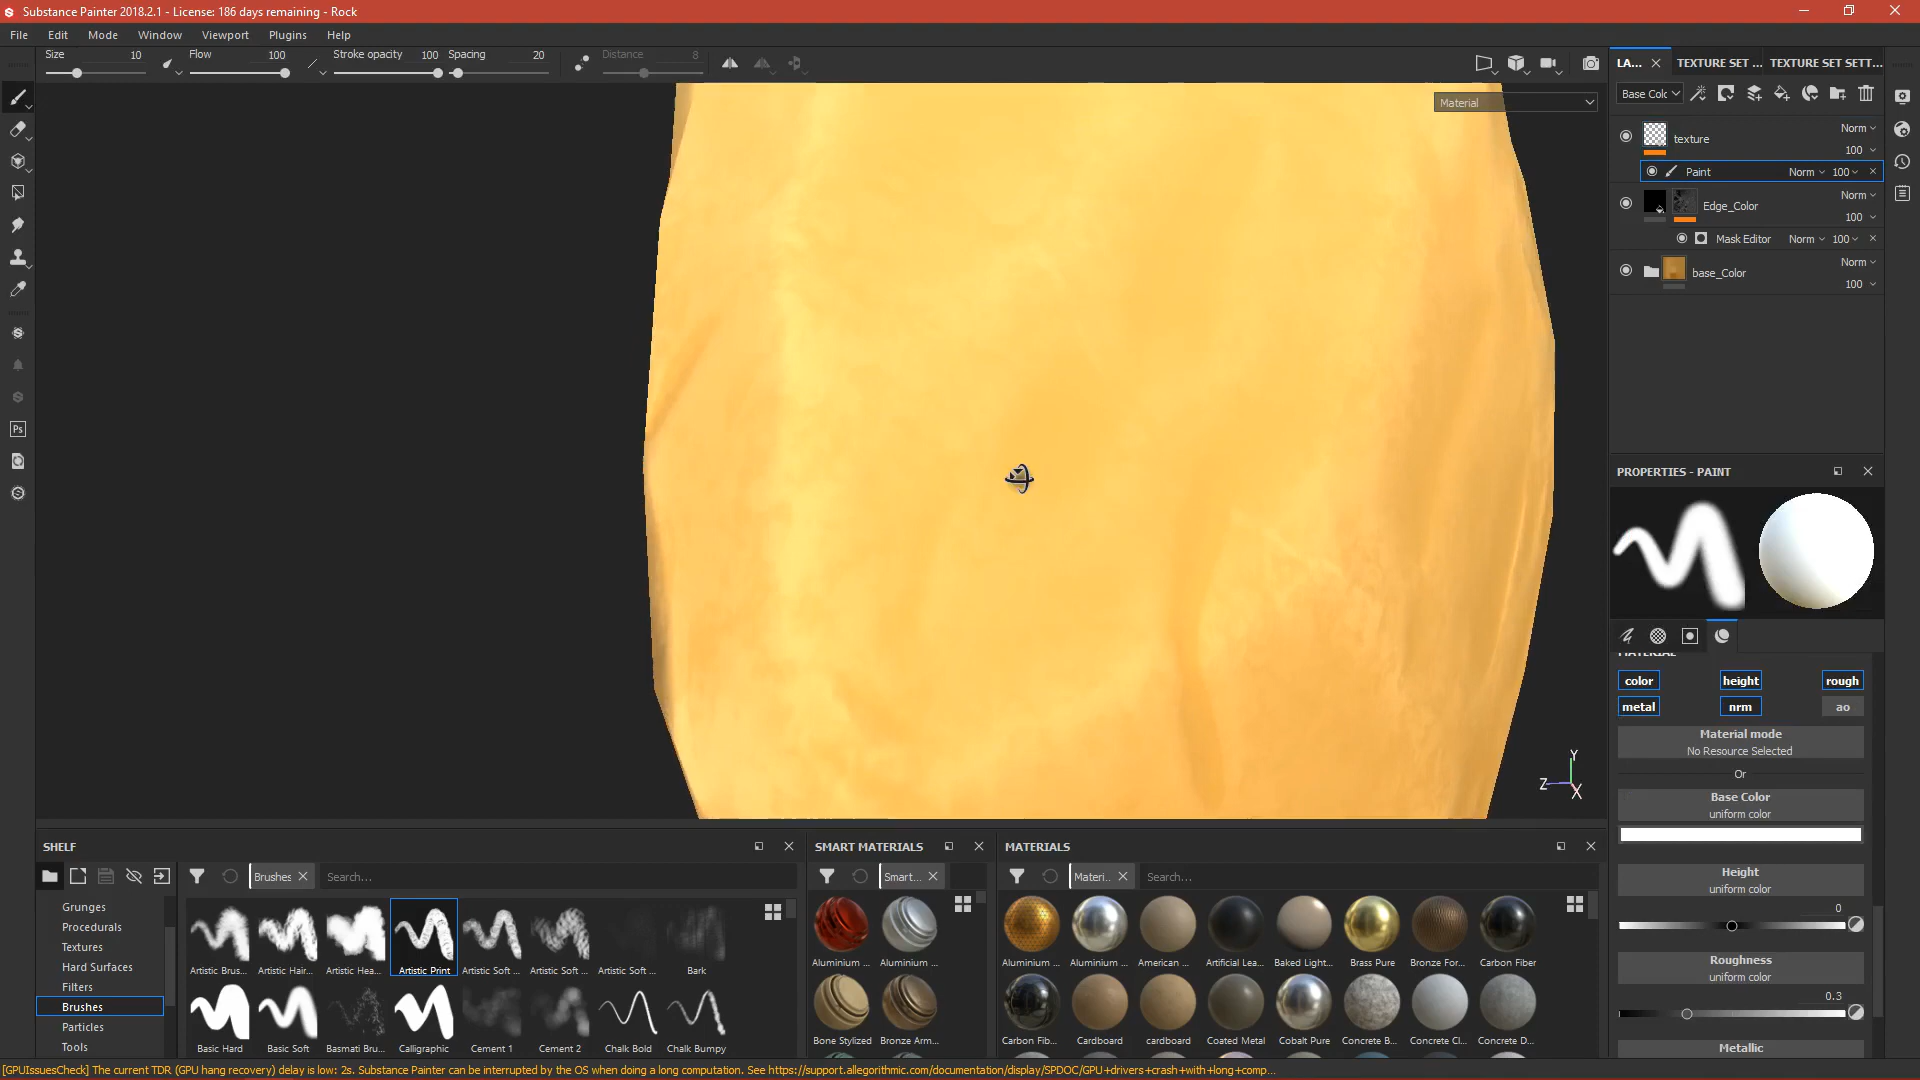 Substance Painter 2018.2.1 - License: 186 days remaining - Rock
File Edit Mode Window Viewport Plugins Help
Size 10 Flow 100 Stroke opacity 100 Spacing 20 Distance 8
Material
LA... TEXTURE SET ... TEXTURE SET SETT...
Base Colc
texture Norm 100
Paint Norm 100
Edge_Color Norm 100
Mask Editor Norm 100
base_Color Norm 100
Ps
PROPERTIES - PAINT
MATERIAL
color height rough
metal nrm ao
Material mode
No Resource Selected
Or
Base Color
uniform color
Height
uniform color
0
Roughness
uniform color
0.3
Metallic
Y
Z X
SHELF
Brushes Search...
Grunges
Procedurals
Textures
Hard Surfaces
Filters
Brushes
Particles
Tools
Artistic Brus... Artistic Hair... Artistic Hea... Artistic Print Artistic Soft ... Artistic Soft ... Artistic Soft ... Bark
Basic Hard Basic Soft Basmati Bru... Calligraphic Cement 1 Cement 2 Chalk Bold Chalk Bumpy
SMART MATERIALS
Smart...
Aluminium ... Aluminium ...
Bone Stylized Bronze Arm...
MATERIALS
Materi.. Search...
Aluminium ... Aluminium ... American ... Artificial Lea... Baked Light... Brass Pure Bronze For... Carbon Fiber
Carbon Fib... Cardboard cardboard Coated Metal Cobalt Pure Concrete B... Concrete Cl... Concrete D...
[GPUIssuesCheck] The current TDR (GPU hang recovery) delay is low: 2s. Substance Painter can be interrupted by the OS when doing a long computation. See https://support.allegorithmic.com/documentation/display/SPDOC/GPU+drivers+crash+with+long+comp...